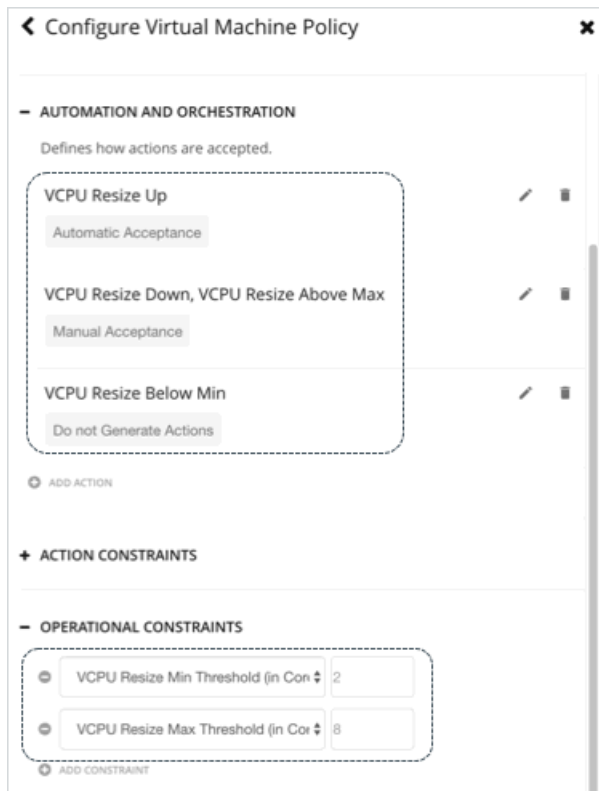 Configure Virtual Machine Policy
AUTOMATION AND ORCHESTRATION
Defines how actions are accepted.
VCPU Resize Up
Automatic Acceptance
VCPU Resize Down, VCPU Resize Above Max
Manual Acceptance
VCPU Resize Below Min
Do not Generate Actions
ADD ACTION
ACTION CONSTRAINTS
OPERATIONAL CONSTRAINTS
VCPU Resize Min Threshold (in Cor 2
VCPU Resize Max Threshold (in Cor 8
ADD CONSTRAINT